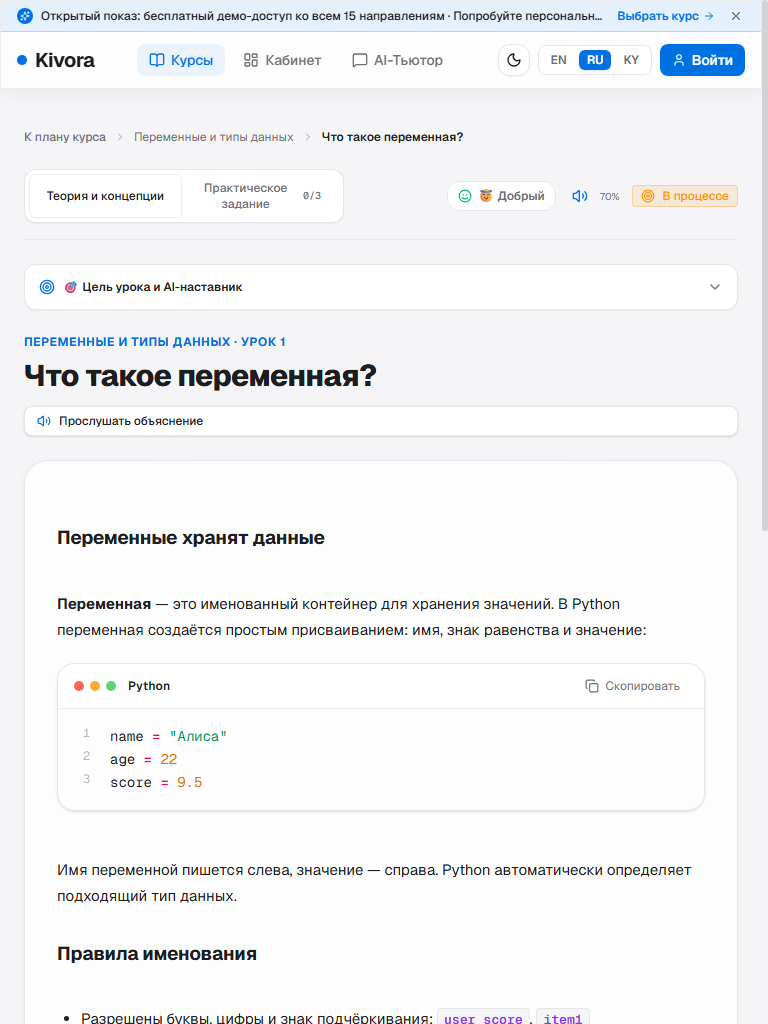 Открытый показ: бесплатный демо-доступ ко всем 15 направлениям · Попробуйте персональн... Выбрать курс →
Kivora Курсы Кабинет AI-Тьютор EN RU KY Войти
К плану курса Переменные и типы данных Что такое переменная?
Теория и концепции Практическое задание 0/3 Добрый 70% В процессе
Цель урока и AI-наставник
ПЕРЕМЕННЫЕ И ТИПЫ ДАННЫХ · УРОК 1
Что такое переменная?
Прослушать объяснение
Переменные хранят данные
Переменная — это именованный контейнер для хранения значений. В Python
переменная создаётся простым присваиванием: имя, знак равенства и значение:
Python Скопировать
1 name = "Алиса"
2 age = 22
3 score = 9.5
Имя переменной пишется слева, значение — справа. Python автоматически определяет
подходящий тип данных.
Правила именования
• Разрешены буквы, цифры и знак подчёркивания: user_score, item1